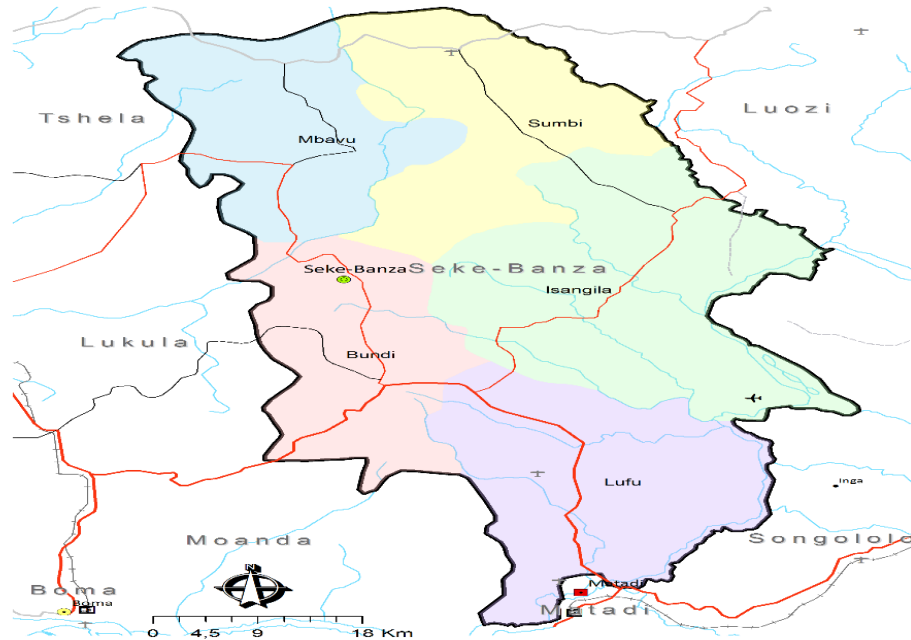 Tshela
Luozi
Sumbi
Mbavu
Seke-Banza
Seke-Banza
Isangila
Lukula
Bundi
Lufu
Inga
Songololo
Moanda
N
Boma
Boma
Matadi
Matadi
0 4,5 9 18 Km